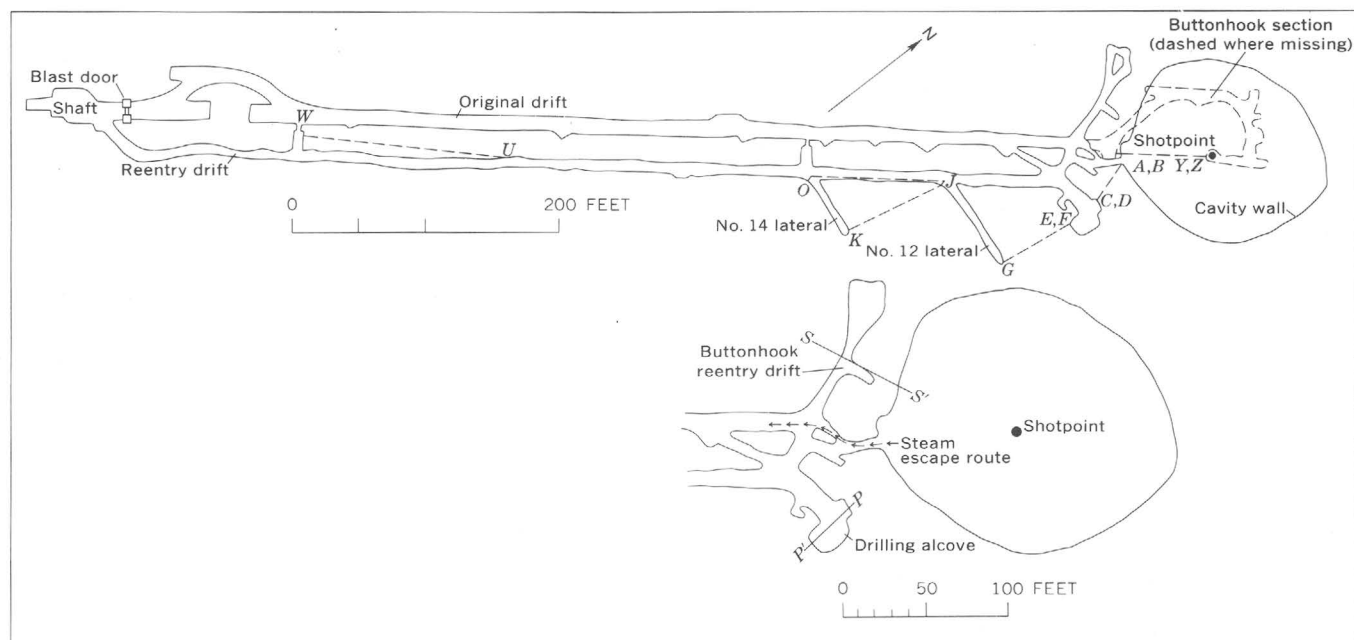 Buttonhook section
(dashed where missing)
N
Blast door
Shaft
W
Original drift
Shotpoint
U
Reentry drift
A,B Y,Z
O
J
C,D
0 200 FEET
E,F
No. 14 lateral
K
No. 12 lateral
Cavity wall
G
S
Buttonhook
reentry drift
S'
Shotpoint
Steam
escape route
P
P'
Drilling alcove
0 50 100 FEET